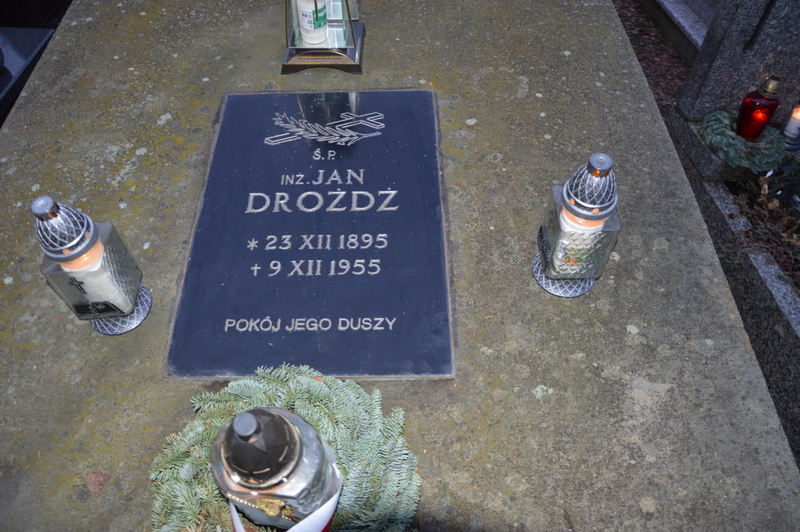 Ś.P.
INŻ. JAN
DROŻDŻ
* 23 XII 1895
† 9 XII 1955
POKÓJ JEGO DUSZY